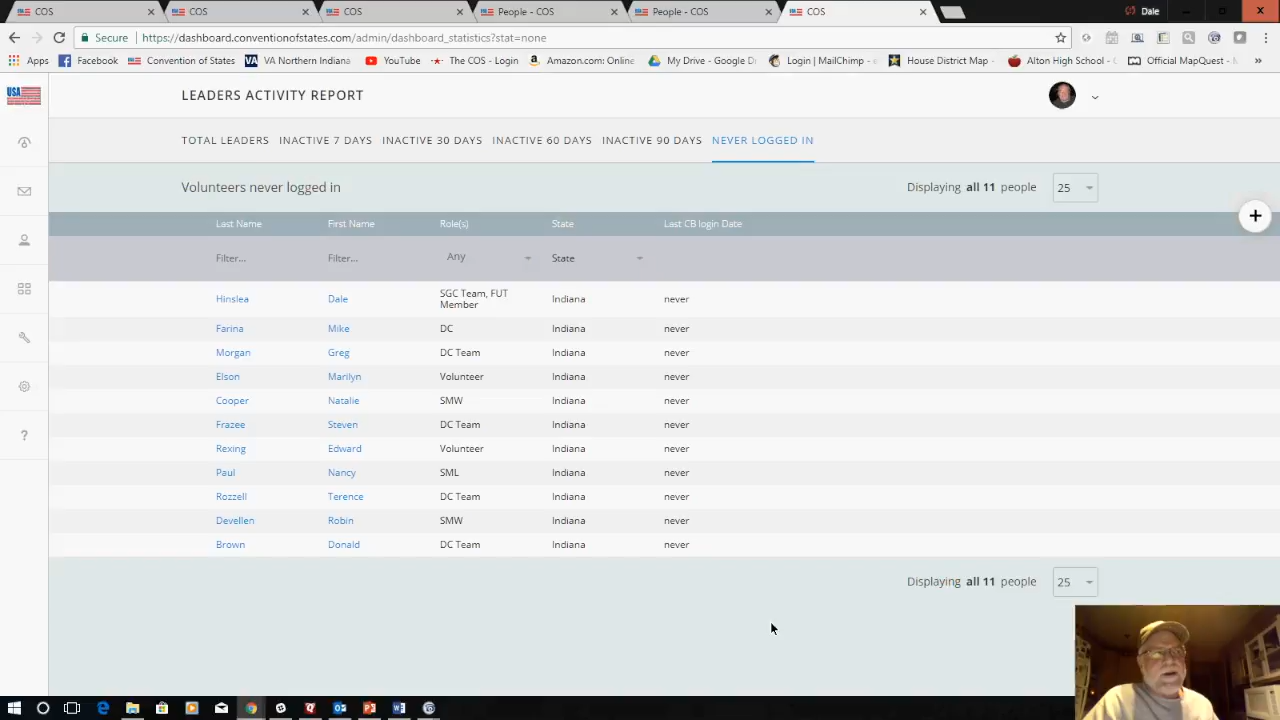 COS
COS
COS
People - COS
People - COS
COS
Dale
Secure
https://dashboard.conventionofstates.com/admin/dashboard_statistics?stat=none
Apps
Facebook
Convention of States
VA Northern Indiana
YouTube
The COS - Login
Amazon.com: Online
My Drive - Google Dr
Login | MailChimp -
House District Map -
Alton High School -
Official MapQuest -
USA
LEADERS ACTIVITY REPORT
TOTAL LEADERS INACTIVE 7 DAYS INACTIVE 30 DAYS INACTIVE 60 DAYS INACTIVE 90 DAYS NEVER LOGGED IN
Volunteers never logged in
Displaying all 11 people 25
Last Name First Name Role(s) State Last CB login Date
Filter... Filter... Any State
Hinslea Dale SGC Team, FUT Member Indiana never
Farina Mike DC Indiana never
Morgan Greg DC Team Indiana never
Elson Marilyn Volunteer Indiana never
Cooper Natalie SMW Indiana never
Frazee Steven DC Team Indiana never
Rexing Edward Volunteer Indiana never
Paul Nancy SML Indiana never
Rozzell Terence DC Team Indiana never
Devellen Robin SMW Indiana never
Brown Donald DC Team Indiana never
Displaying all 11 people 25